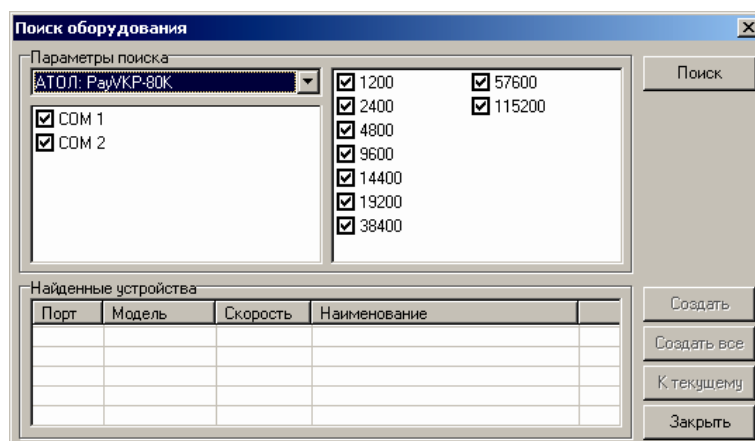 Поиск оборудования
Параметры поиска
АТОЛ: PayVKP-80K
COM 1
COM 2
1200
2400
4800
9600
14400
19200
38400
57600
115200
Поиск
Найденные устройства
Порт Модель Скорость Наименование
Создать
Создать все
К текущему
Закрыть